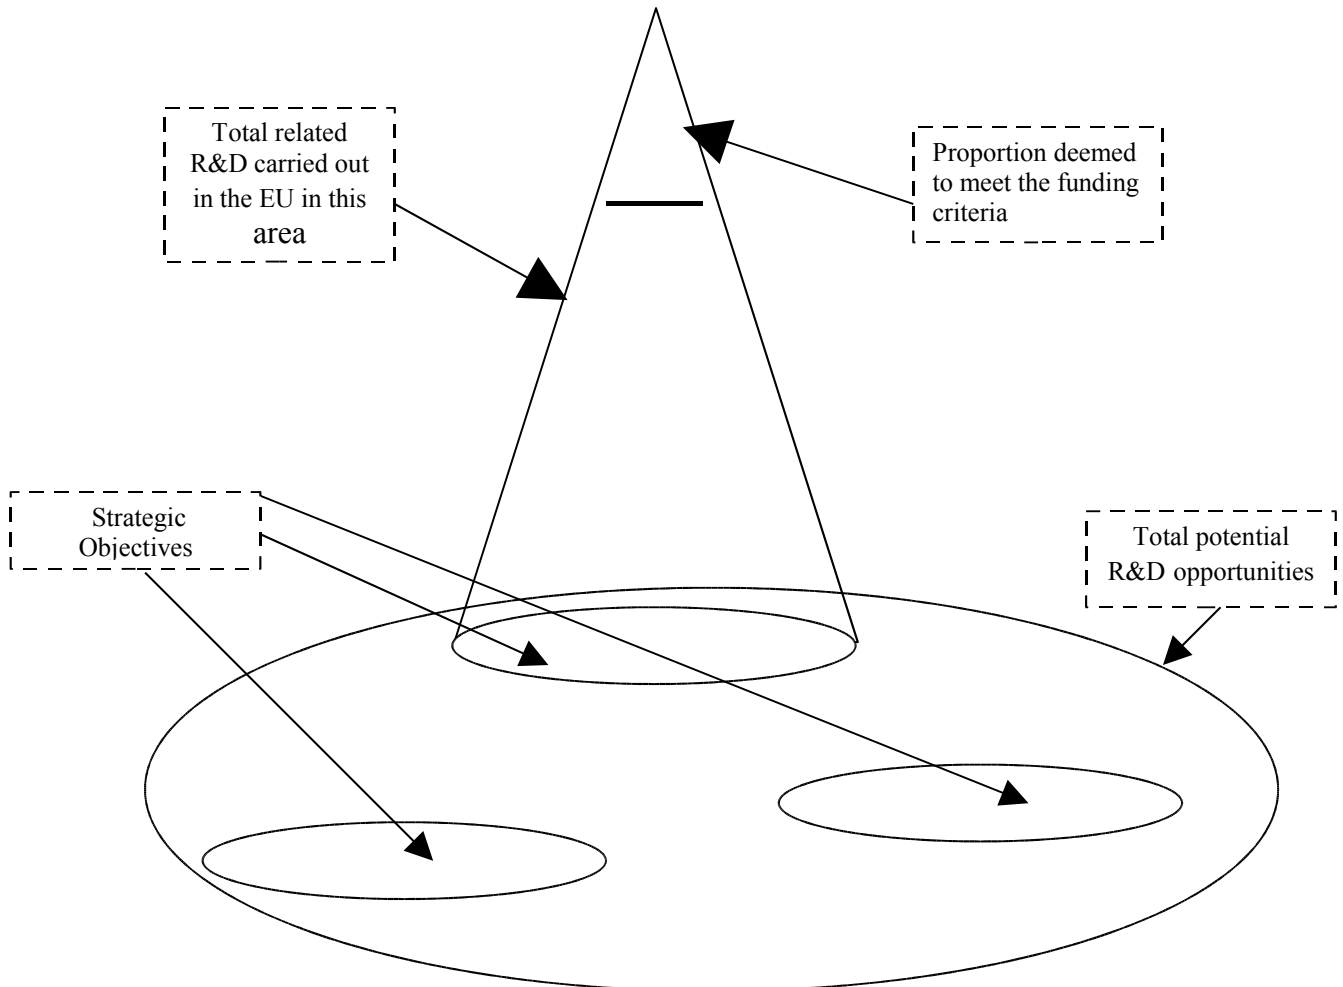 Total related
R&D carried out
in the EU in this
area
Proportion deemed
to meet the funding
criteria
Strategic
Objectives
Total potential
R&D opportunities